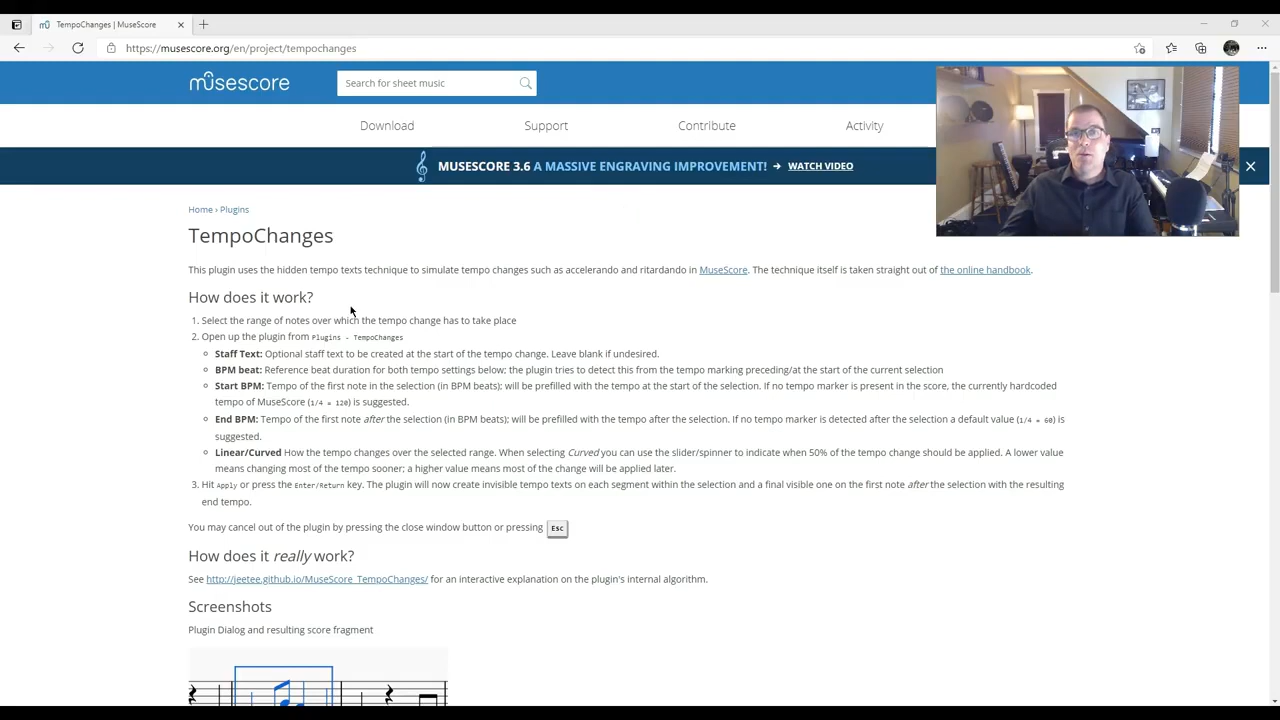 TempoChanges | MuseScore
https://musescore.org/en/project/tempochanges
musescore
Search for sheet music
Download Support Contribute Activity
MUSESCORE 3.6 A MASSIVE ENGRAVING IMPROVEMENT! → WATCH VIDEO
Home › Plugins
TempoChanges
This plugin uses the hidden tempo texts technique to simulate tempo changes such as accelerando and ritardando in MuseScore. The technique itself is taken straight out of the online handbook.
How does it work?
1. Select the range of notes over which the tempo change has to take place
2. Open up the plugin from Plugins - TempoChanges
Staff Text: Optional staff text to be created at the start of the tempo change. Leave blank if undesired.
BPM beat: Reference beat duration for both tempo settings below; the plugin tries to detect this from the tempo marking preceding/at the start of the current selection
Start BPM: Tempo of the first note in the selection (in BPM beats); will be prefilled with the tempo at the start of the selection. If no tempo marker is present in the score, the currently hardcoded
tempo of MuseScore (1/4 = 120) is suggested.
End BPM: Tempo of the first note after the selection (in BPM beats); will be prefilled with the tempo after the selection. If no tempo marker is detected after the selection a default value (1/4 = 60) is
suggested.
Linear/Curved How the tempo changes over the selected range. When selecting Curved you can use the slider/spinner to indicate when 50% of the tempo change should be applied. A lower value
means changing most of the tempo sooner; a higher value means most of the change will be applied later.
3. Hit Apply or press the Enter/Return key. The plugin will now create invisible tempo texts on each segment within the selection and a final visible one on the first note after the selection with the resulting
end tempo.
You may cancel out of the plugin by pressing the close window button or pressing Esc
How does it really work?
See http://jeetee.github.io/MuseScore_TempoChanges/ for an interactive explanation on the plugin's internal algorithm.
Screenshots
Plugin Dialog and resulting score fragment